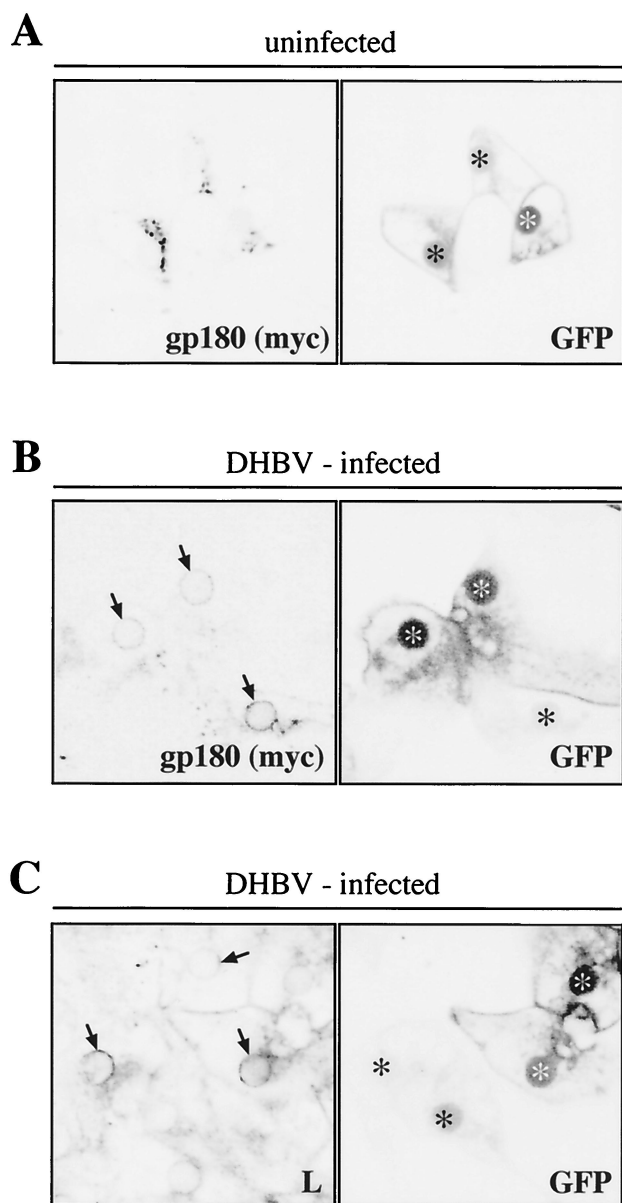 A
uninfected
gp180 (myc)
GFP
B
DHBV - infected
gp180 (myc)
GFP
C
DHBV - infected
L
GFP